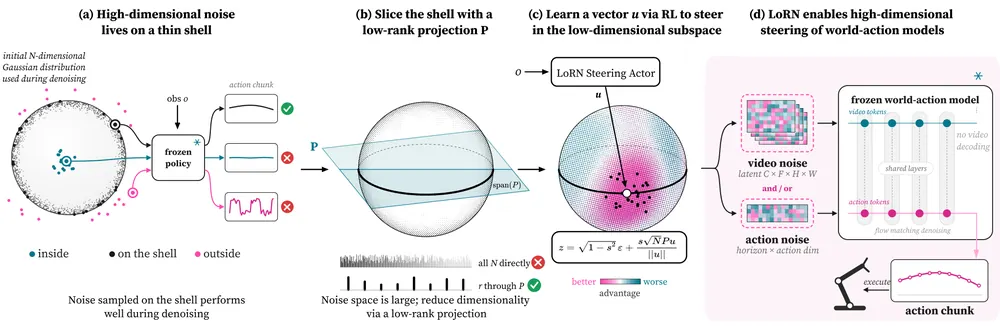 (a) High-dimensional noise
lives on a thin shell
initial N-dimensional
Gaussian distribution
used during denoising
obs o
frozen
policy
*
action chunk
inside
on the shell
outside
Noise sampled on the shell performs
well during denoising
(b) Slice the shell with a
low-rank projection P
P
span(P)
all N directly
r through P
Noise space is large; reduce dimensionality
via a low-rank projection
(c) Learn a vector u via RL to steer
in the low-dimensional subspace
o
LoRN Steering Actor
u
z = √1 − s² ε + s√N Pu / ||u||
better
worse
advantage
(d) LoRN enables high-dimensional
steering of world-action models
*
video noise
latent C × F × H × W
and / or
action noise
horizon × action dim
frozen world-action model
video tokens
no video
decoding
shared layers
action tokens
flow matching denoising
execute
action chunk